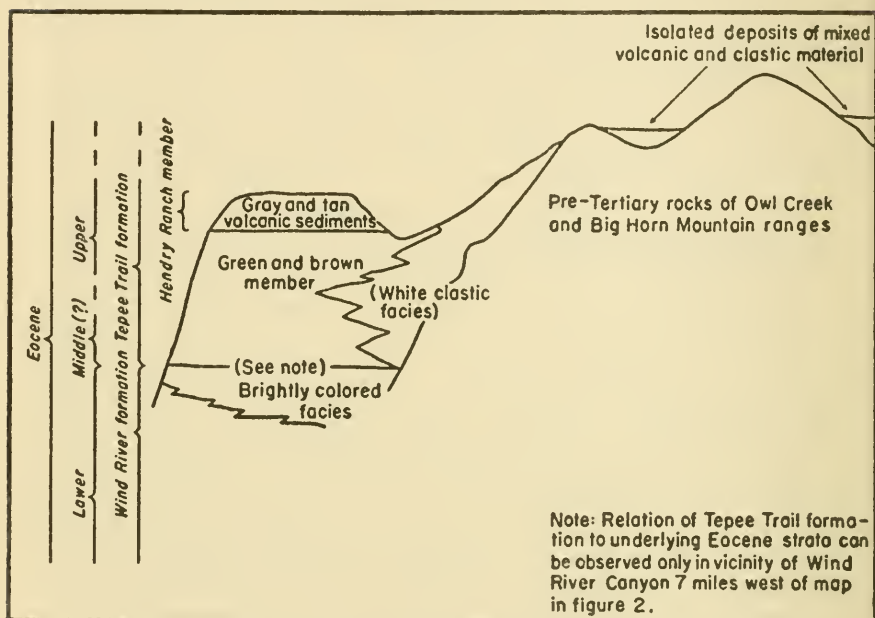 Isolated deposits of mixed
volcanic and clastic material
Eocene
Lower
Middle (?)
Upper
Wind River formation
Tepee Trail formation
Hendry Ranch member
Gray and tan
volcanic sediments
Green and brown
member
(White clastic
facies)
(See note)
Brightly colored
facies
Pre-Tertiary rocks of Owl Creek
and Big Horn Mountain ranges
Note: Relation of Tepee Trail forma-
tion to underlying Eocene strata can
be observed only in vicinity of Wind
River Canyon 7 miles west of map
in figure 2.